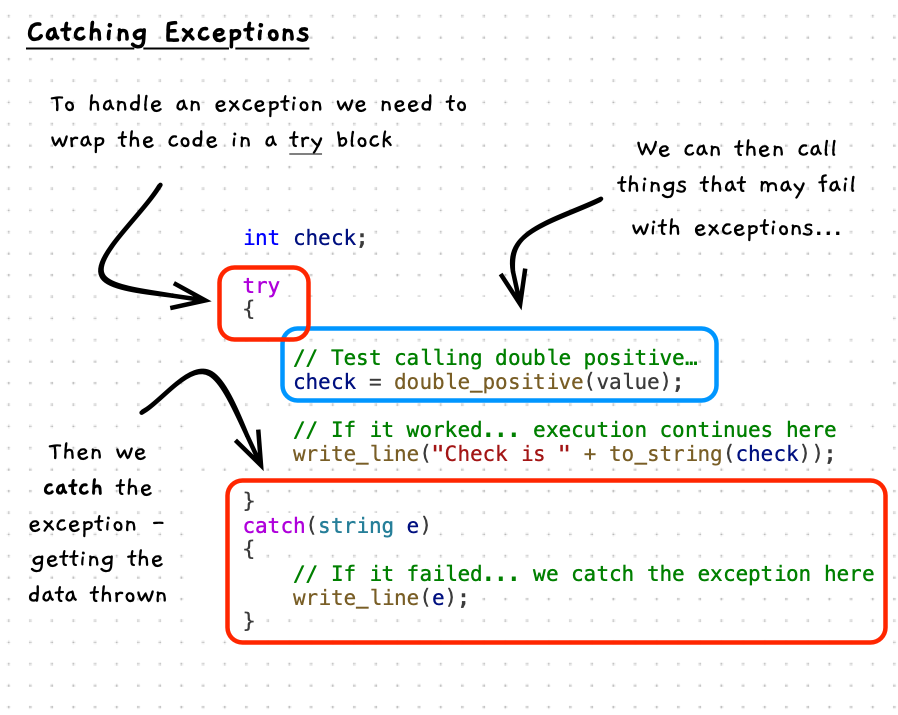 Catching Exceptions
To handle an exception we need to
wrap the code in a try block
We can then call
things that may fail
with exceptions...
int check;
try
{
// Test calling double positive…
check = double_positive(value);
// If it worked... execution continues here
write_line("Check is " + to_string(check));
Then we
catch the
exception -
getting the
data thrown
}
catch(string e)
{
// If it failed... we catch the exception here
write_line(e);
}